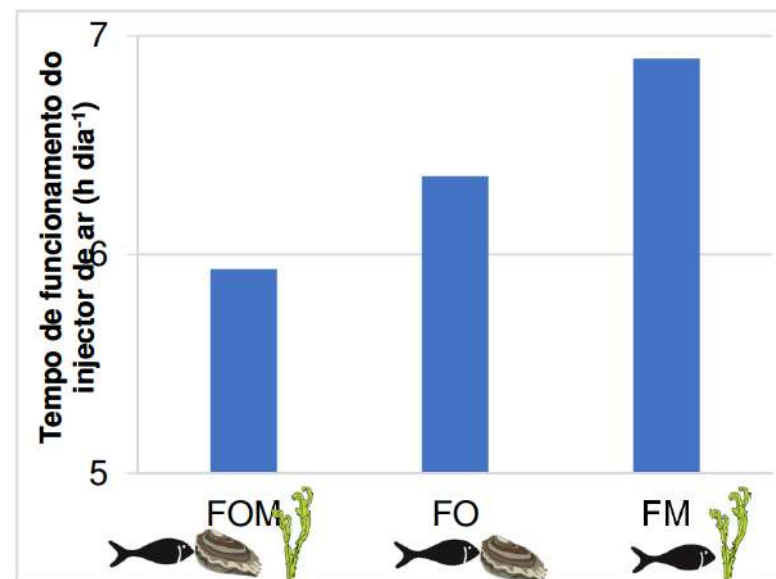 Tempo de funcionamento do
injector de ar (h dia⁻¹)
7
6
5
FOM
FO
FM